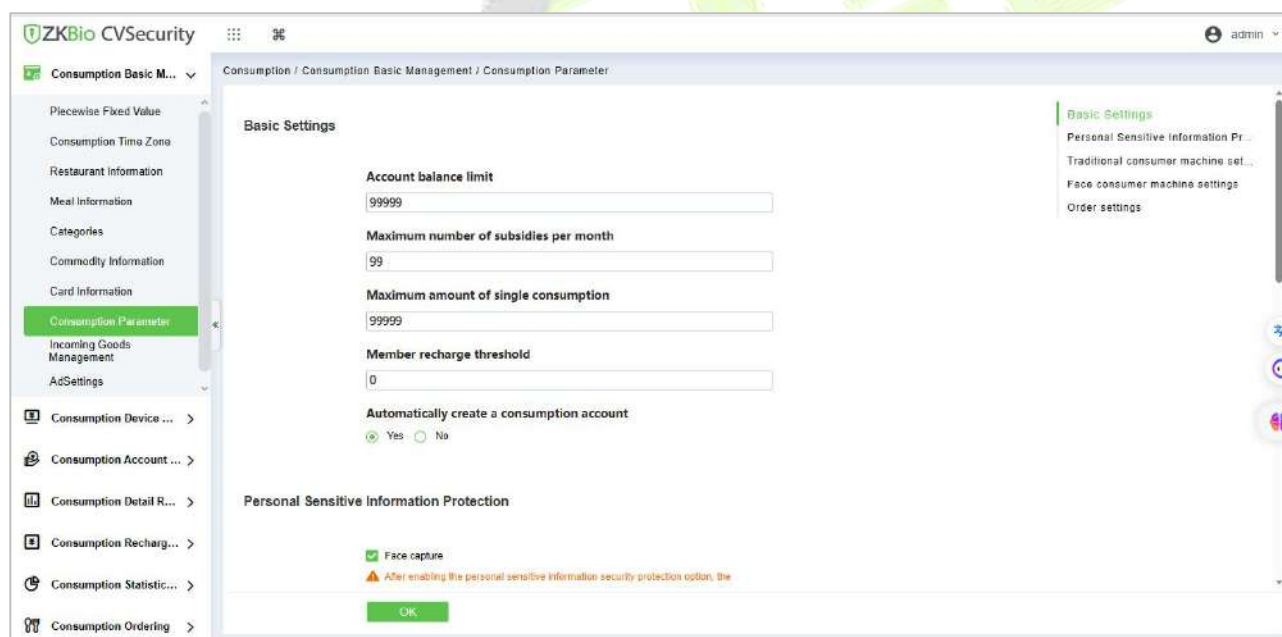 ZKBio CVSecurity
admin
Consumption Basic M...
Piecewise Fixed Value
Consumption Time Zone
Restaurant Information
Meal Information
Categories
Commodity Information
Card Information
Consumption Parameter
Incoming Goods
Management
AdSettings
Consumption Device ...
Consumption Account ...
Consumption Detail R...
Consumption Recharg...
Consumption Statistic...
Consumption Ordering
Consumption / Consumption Basic Management / Consumption Parameter
Basic Settings
Account balance limit
99999
Maximum number of subsidies per month
99
Maximum amount of single consumption
99999
Member recharge threshold
0
Automatically create a consumption account
Yes No
Personal Sensitive Information Protection
Face capture
After enabling the personal sensitive information security protection option, the
OK
Basic Settings
Personal Sensitive Information Pr...
Traditional consumer machine set...
Face consumer machine settings
Order settings